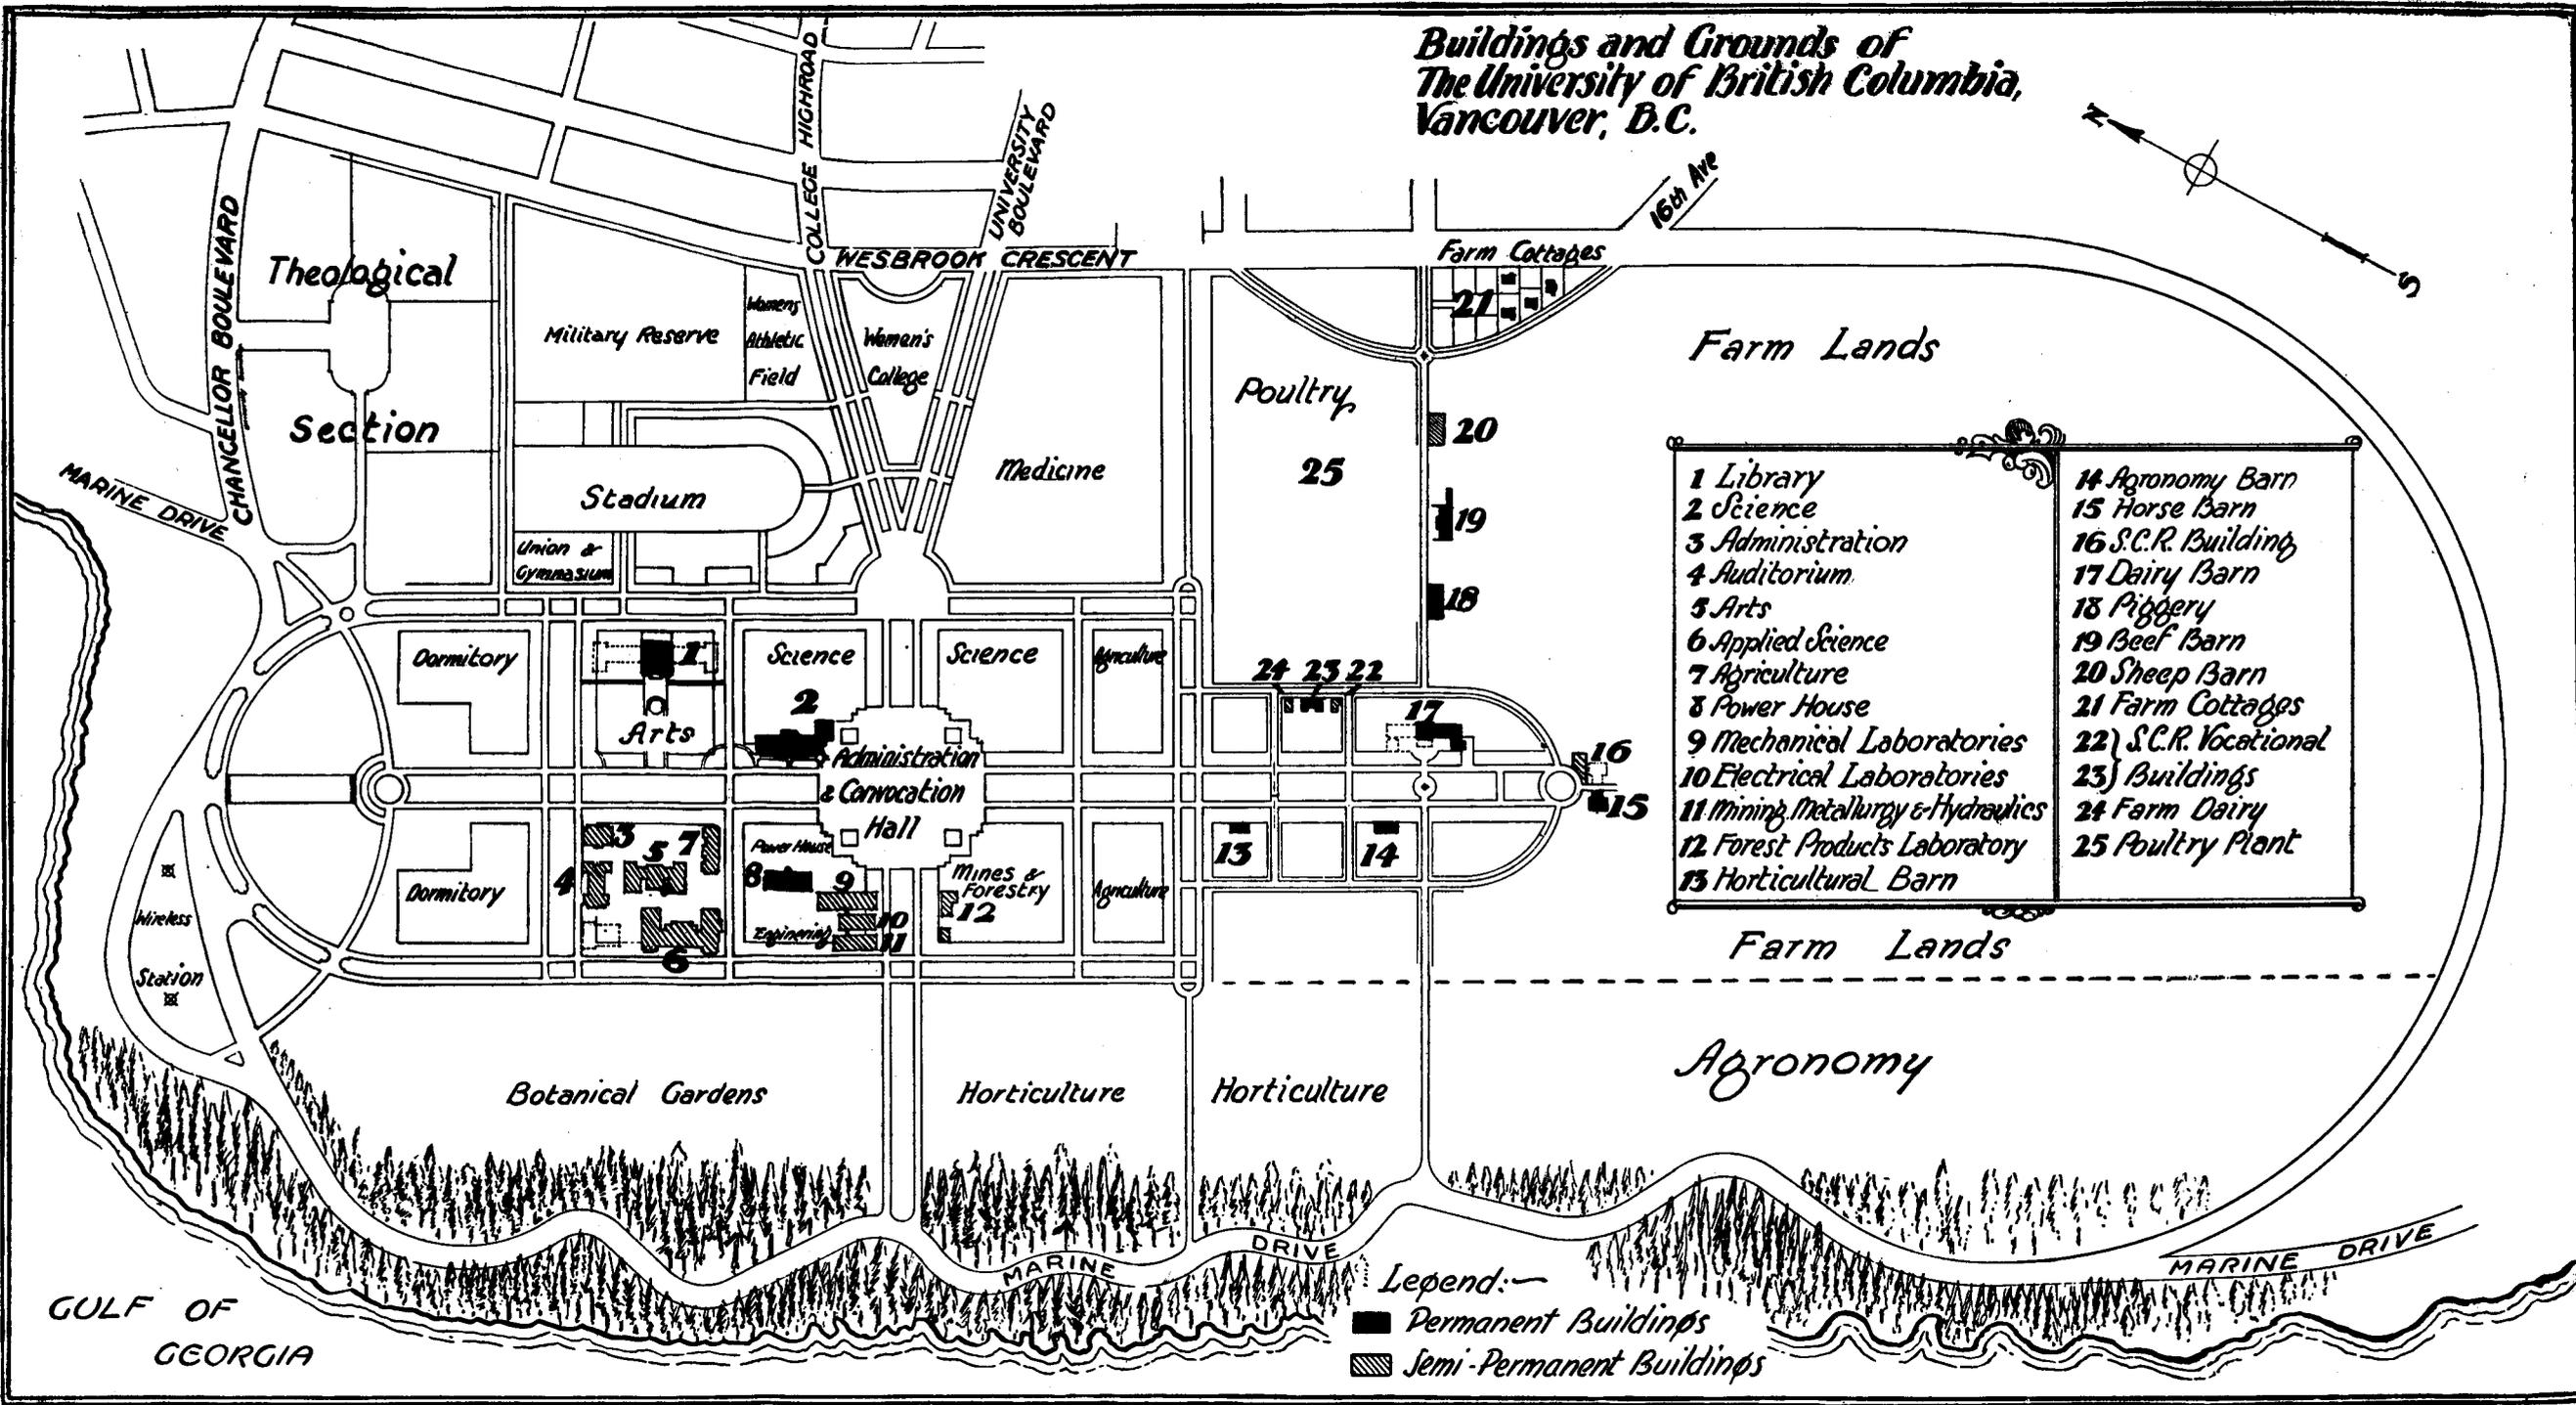 Buildings and Grounds of
The University of British Columbia,
Vancouver, B.C.
N
S
COLLEGE HIGHROAD
UNIVERSITY
BOULEVARD
16th Ave
CHANCELLOR BOULEVARD
WESBROOK CRESCENT
Farm Cottages
21
Theological
Section
Military Reserve
Womens
Athletic
Field
Women's
College
Farm Lands
Poultry
25
20
19
18
Medicine
Stadium
MARINE DRIVE
Union &
Gymnasium
1 Library
2 Science
3 Administration
4 Auditorium
5 Arts
6 Applied Science
7 Agriculture
8 Power House
9 Mechanical Laboratories
10 Electrical Laboratories
11 Mining, Metallurgy & Hydraulics
12 Forest Products Laboratory
13 Horticultural Barn
14 Agronomy Barn
15 Horse Barn
16 S.C.R. Building
17 Dairy Barn
18 Piggery
19 Beef Barn
20 Sheep Barn
21 Farm Cottages
22} S.C.R. Vocational
23} Buildings
24 Farm Dairy
25 Poultry Plant
Dormitory
1
Science
Science
Agriculture
24 23 22
2
17
Arts
16
15
Administration
& Convocation
Hall
3
5
7
4
6
Power House
8
9
10
11
Enginering
Mines &
Forestry
12
Agriculture
13
14
Dormitory
Wireless
Station
Farm Lands
Botanical Gardens
Horticulture
Horticulture
Agronomy
MARINE DRIVE
MARINE DRIVE
GULF OF
GEORGIA
Legend:-
Permanent Buildings
Semi-Permanent Buildings